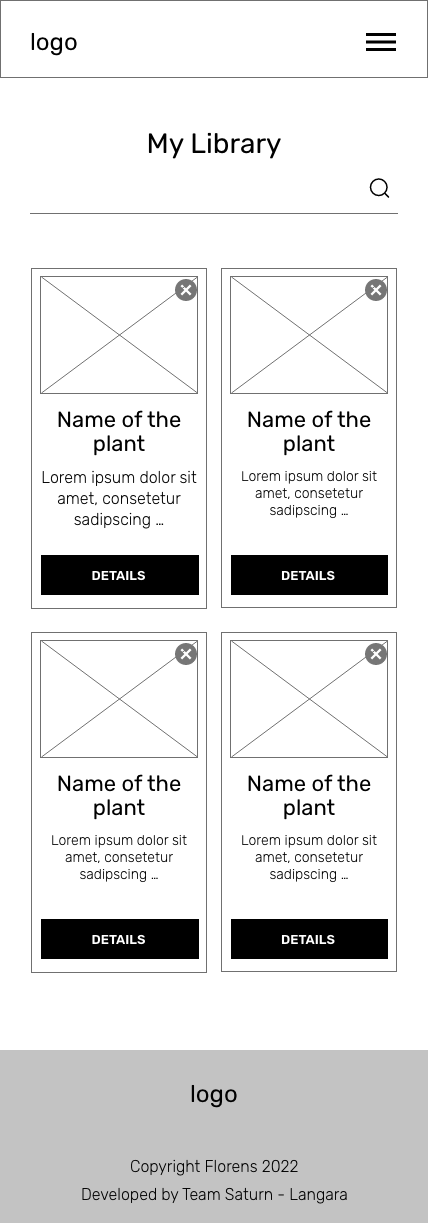 logo
My Library
Name of the
plant
Lorem ipsum dolor sit
amet, consetetur
sadipscing ...
DETAILS
Name of the
plant
Lorem ipsum dolor sit
amet, consetetur
sadipscing ...
DETAILS
Name of the
plant
Lorem ipsum dolor sit
amet, consetetur
sadipscing ...
DETAILS
Name of the
plant
Lorem ipsum dolor sit
amet, consetetur
sadipscing ...
DETAILS
logo
Copyright Florens 2022
Developed by Team Saturn - Langara